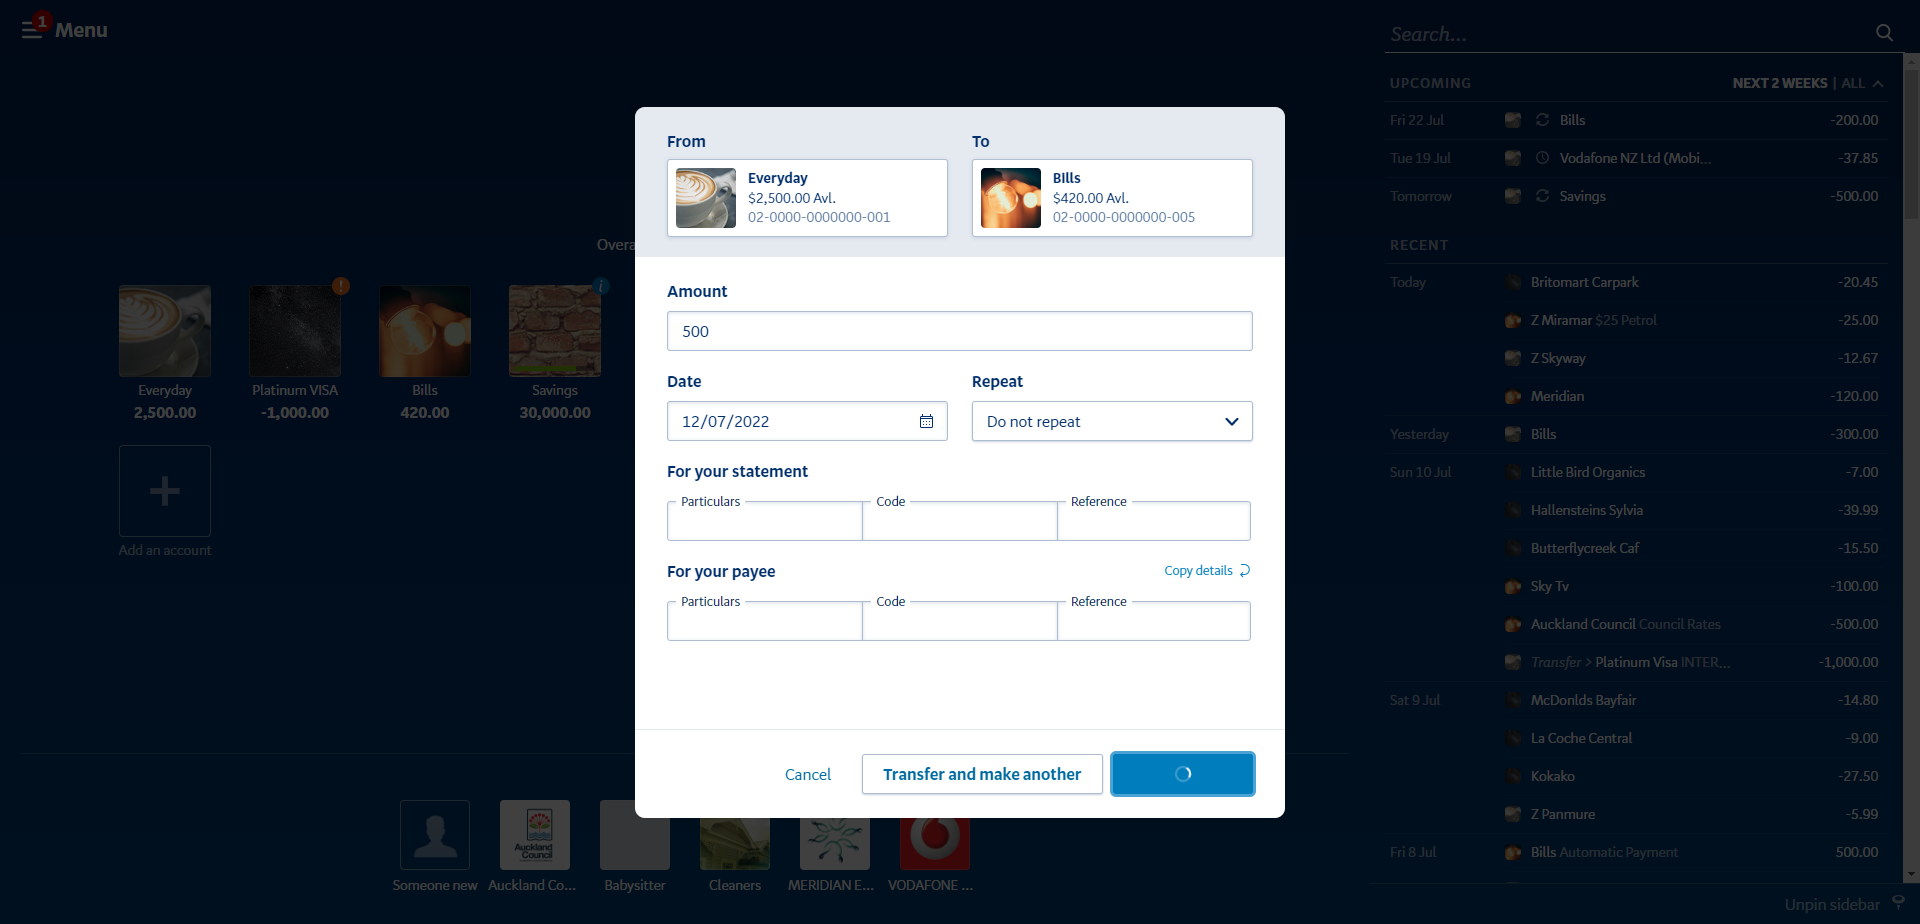 1
Menu
Search...
UPCOMING
NEXT 2 WEEKS | ALL
Fri 22 Jul Bills -200.00
Tue 19 Jul Vodafone NZ Ltd (Mobi... -37.85
Tomorrow Savings -500.00
RECENT
Today Britomart Carpark -20.45
Z Miramar $25 Petrol -25.00
Z Skyway -12.67
Meridian -120.00
Yesterday Bills -300.00
Sun 10 Jul Little Bird Organics -7.00
Hallensteins Sylvia -39.99
Butterflycreek Caf -15.50
Sky Tv -100.00
Auckland Council Council Rates -500.00
Transfer > Platinum Visa INTER... -1,000.00
Sat 9 Jul McDonlds Bayfair -14.80
La Coche Central -9.00
Kokako -27.50
Z Panmure -5.99
Fri 8 Jul Bills Automatic Payment 500.00
Unpin sidebar
Overa
Everyday
2,500.00
!
Platinum VISA
-1,000.00
Bills
420.00
i
Savings
30,000.00
Add an account
From
Everyday
$2,500.00 Avl.
02-0000-0000000-001
To
Bills
$420.00 Avl.
02-0000-0000000-005
Amount
500
Date
12/07/2022
Repeat
Do not repeat
For your statement
Particulars
Code
Reference
For your payee
Copy details
Particulars
Code
Reference
Cancel
Transfer and make another
Someone new
Auckland
Council
Auckland Co...
Babysitter
Cleaners
MERIDIAN E...
VODAFONE ...